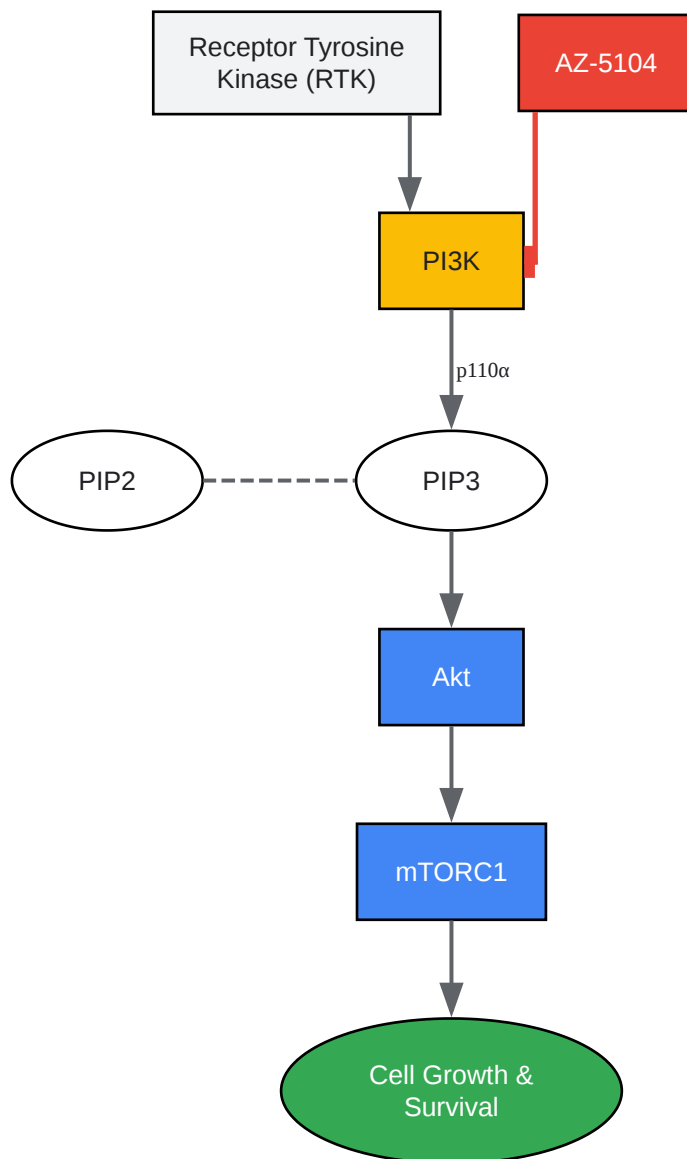 Receptor Tyrosine
Kinase (RTK)
AZ-5104
PI3K
p110α
PIP2
PIP3
Akt
mTORC1
Cell Growth &
Survival